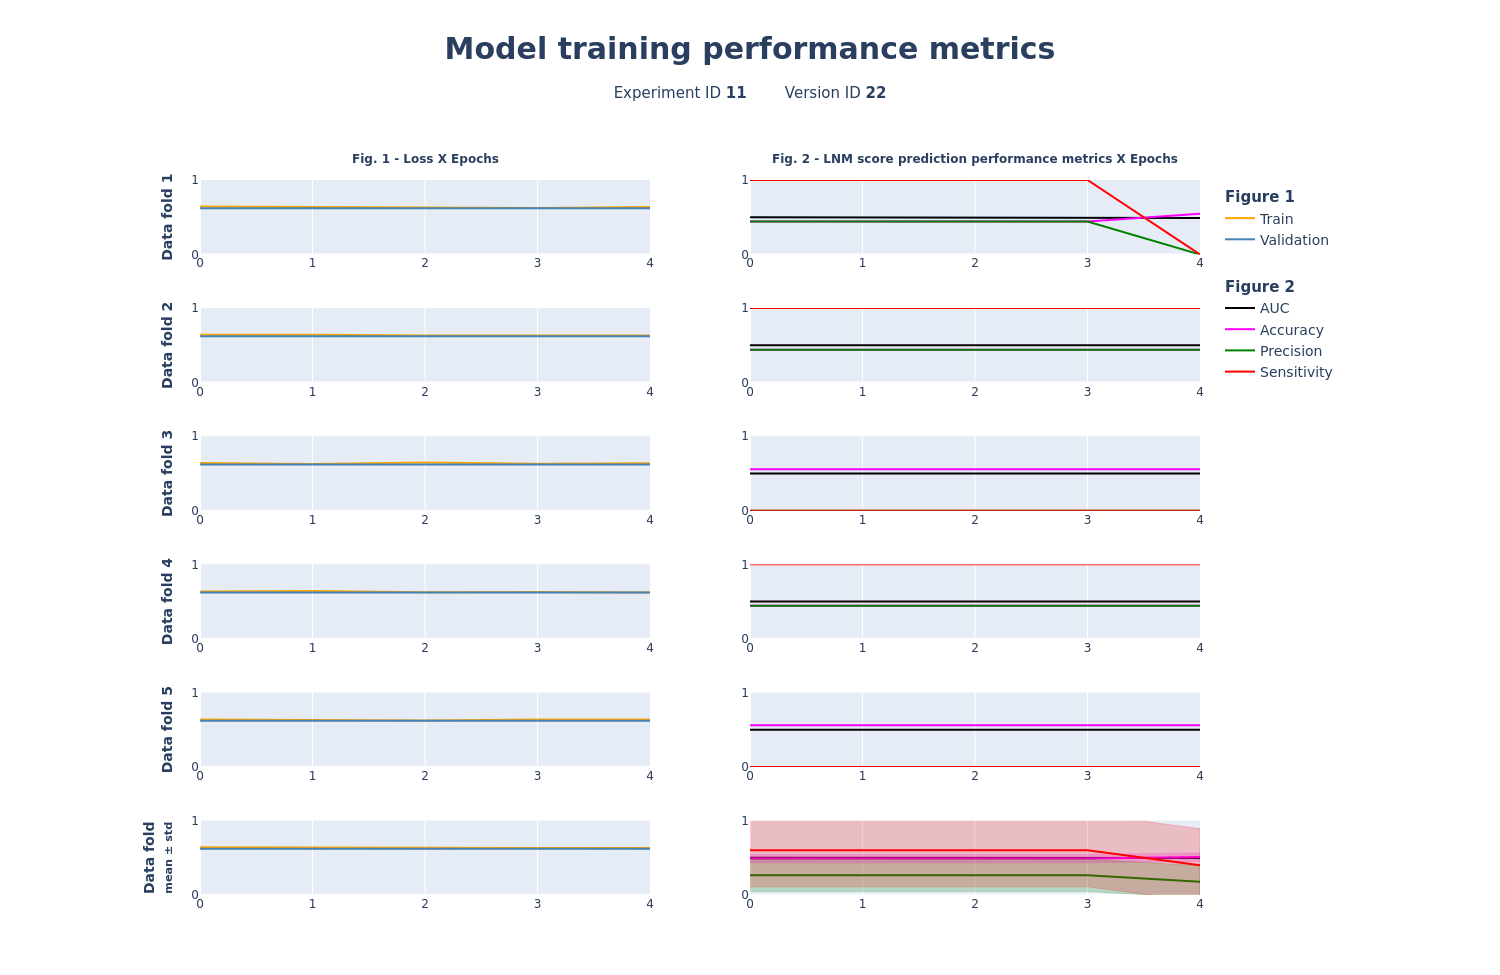 Model training performance metrics
Experiment ID 11 Version ID 22
Fig. 1 - Loss X Epochs
Fig. 2 - LNM score prediction performance metrics X Epochs
Data fold 1
1
0
0 1 2 3 4
1
0
0 1 2 3 4
Figure 1
Train
Validation
Figure 2
AUC
Accuracy
Precision
Sensitivity
Data fold 2
1
0
0 1 2 3 4
1
0
0 1 2 3 4
Data fold 3
1
0
0 1 2 3 4
1
0
0 1 2 3 4
Data fold 4
1
0
0 1 2 3 4
1
0
0 1 2 3 4
Data fold 5
1
0
0 1 2 3 4
1
0
0 1 2 3 4
Data fold
mean ± std
1
0
0 1 2 3 4
1
0
0 1 2 3 4